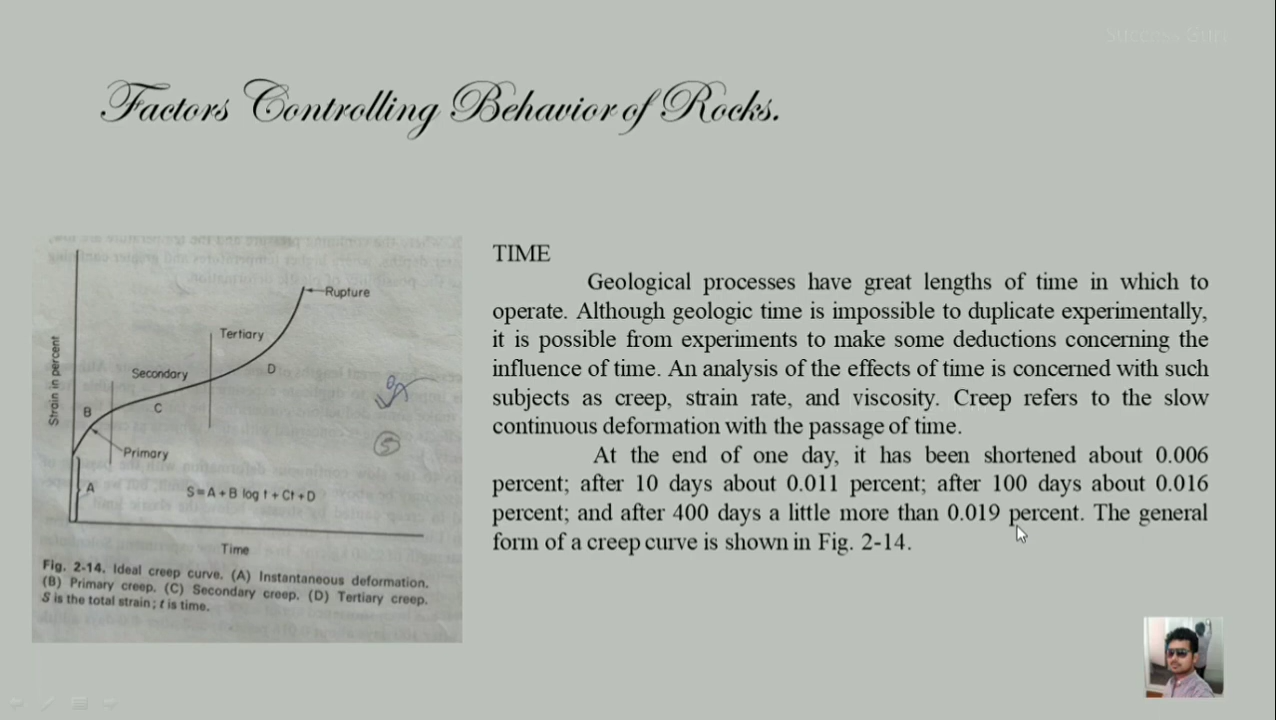 Success Guru
Factors Controlling Behavior of Rocks.
TIME
Geological processes have great lengths of time in which to
operate. Although geologic time is impossible to duplicate experimentally,
it is possible from experiments to make some deductions concerning the
influence of time. An analysis of the effects of time is concerned with such
subjects as creep, strain rate, and viscosity. Creep refers to the slow
continuous deformation with the passage of time.
At the end of one day, it has been shortened about 0.006
percent; after 10 days about 0.011 percent; after 100 days about 0.016
percent; and after 400 days a little more than 0.019 percent. The general
form of a creep curve is shown in Fig. 2-14.
Strain in percent
Rupture
Tertiary
D
Secondary
C
B
Primary
A
S=A+B log t + Ct+D
5
Time
Fig. 2-14. Ideal creep curve. (A) Instantaneous deformation.
(B) Primary creep. (C) Secondary creep. (D) Tertiary creep.
S is the total strain; t is time.